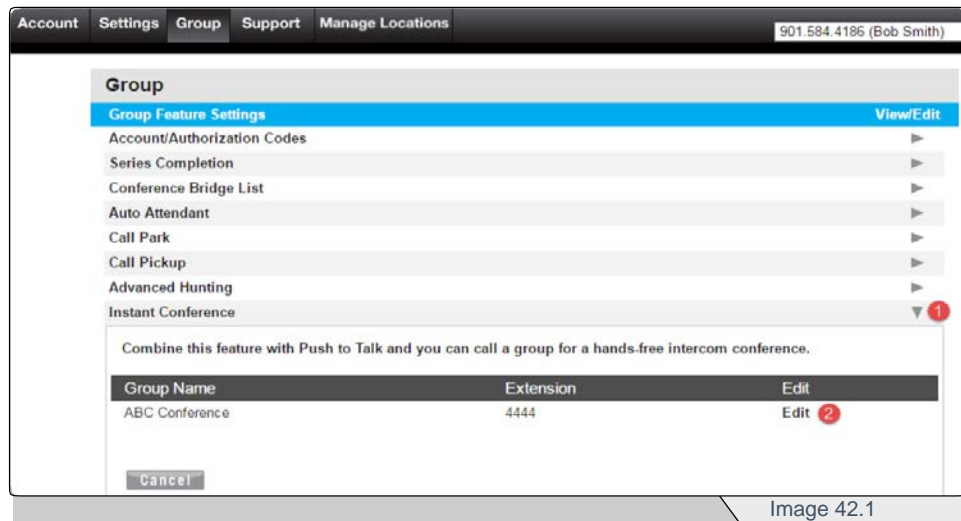 Account Settings Group Support Manage Locations
901.584.4186 (Bob Smith)
Group
Group Feature Settings View/Edit
Account/Authorization Codes
Series Completion
Conference Bridge List
Auto Attendant
Call Park
Call Pickup
Advanced Hunting
Instant Conference 1
Combine this feature with Push to Talk and you can call a group for a hands-free intercom conference.
Group Name Extension Edit
ABC Conference 4444 Edit 2
Cancel
Image 42.1